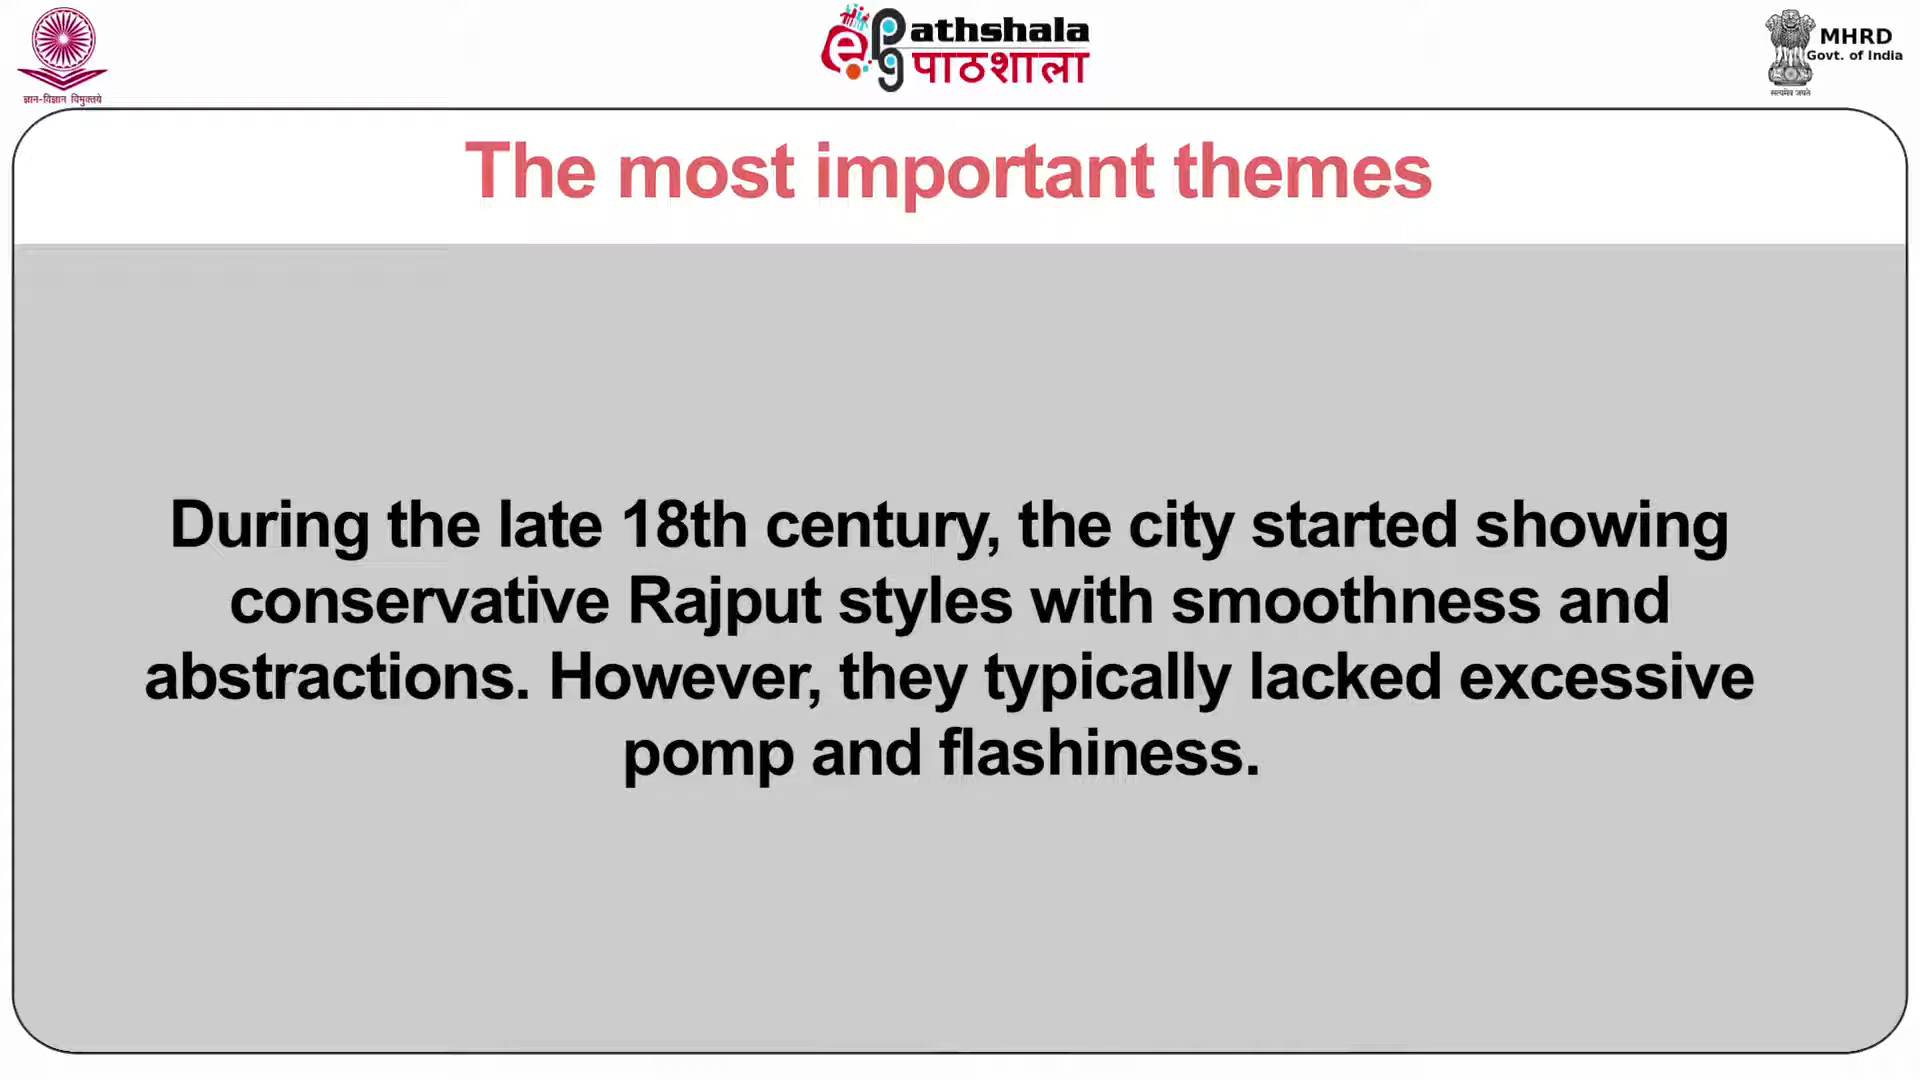 ज्ञान-विज्ञान विमुक्तये
ePG athshala
पाठशाला
MHRD
Govt. of India
सत्यमेव जयते
The most important themes
During the late 18th century, the city started showing
conservative Rajput styles with smoothness and
abstractions. However, they typically lacked excessive
pomp and flashiness.